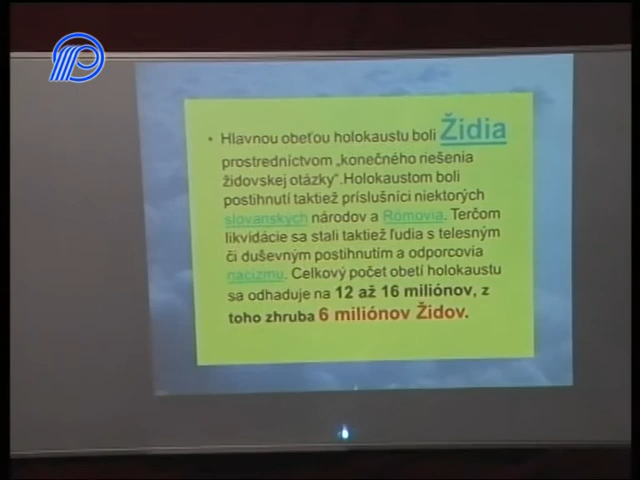 • Hlavnou obeťou holokaustu boli Židia
prostredníctvom „konečného riešenia
židovskej otázky“.Holokaustom boli
postihnutí taktiež príslušníci niektorých
slovanských národov a Rómovia. Terčom
likvidácie sa stali taktiež ľudia s telesným
či duševným postihnutím a odporcovia
nacizmu. Celkový počet obetí holokaustu
sa odhaduje na 12 až 16 miliónov, z
toho zhruba 6 miliónov Židov.